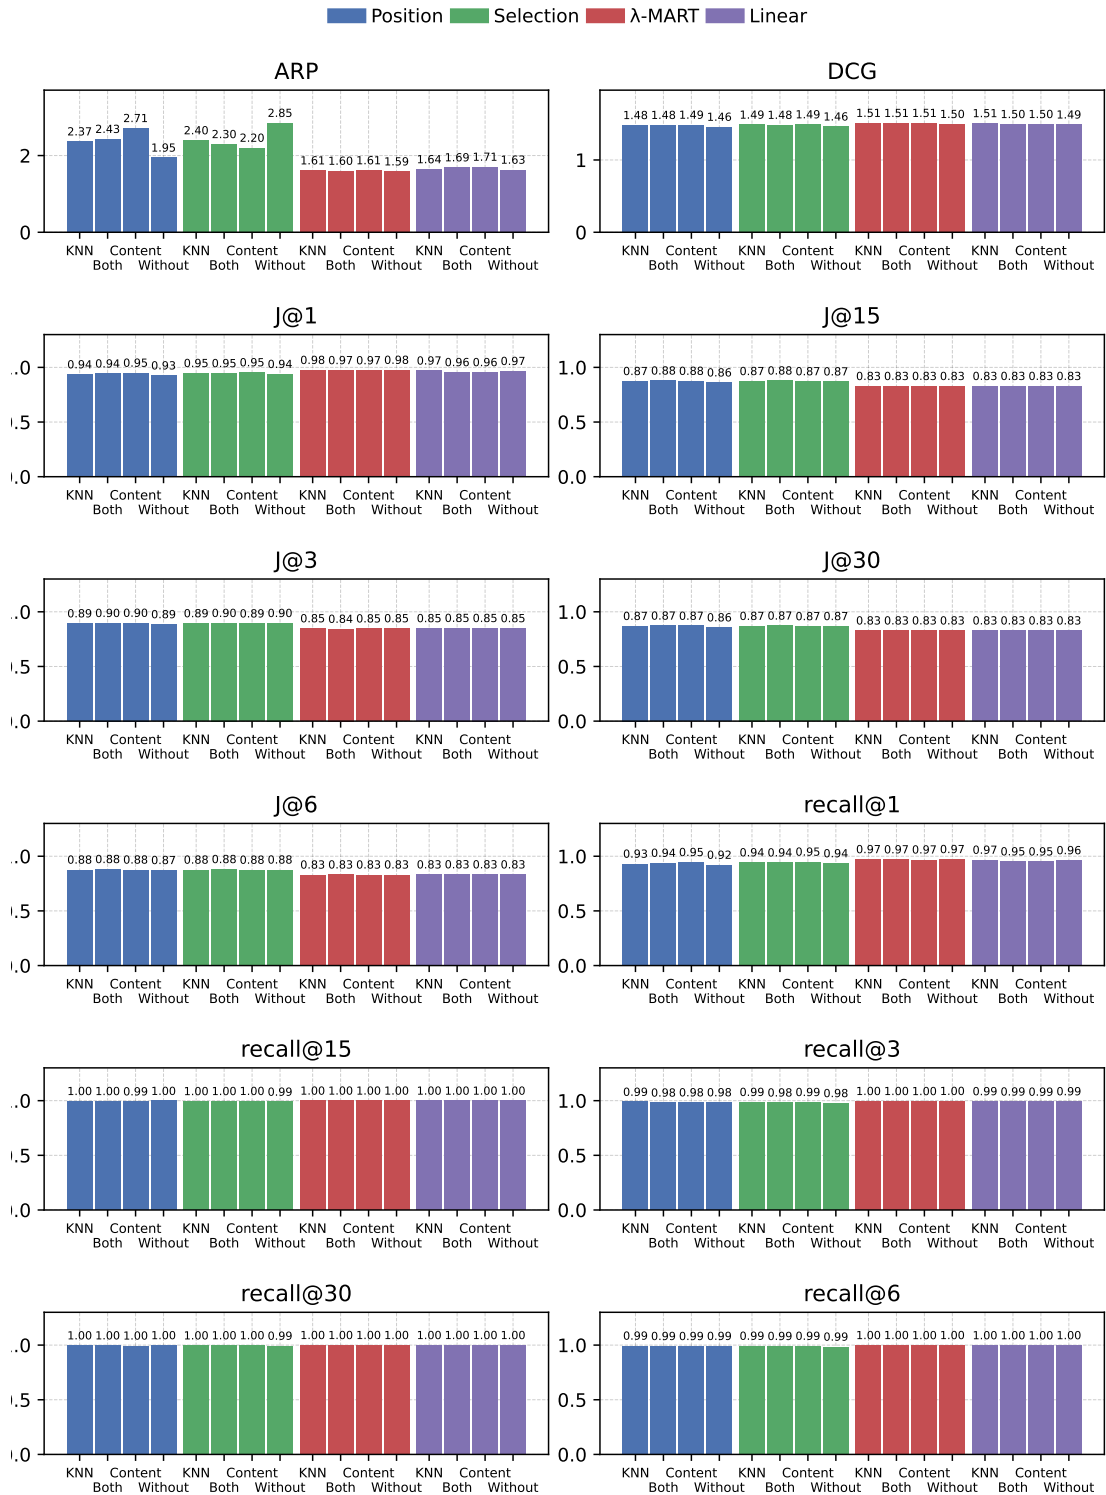 Position Selection λ-MART Linear
ARP
2.37 2.43 2.71 1.95 2.40 2.30 2.20 2.85 1.61 1.60 1.61 1.59 1.64 1.69 1.71 1.63
2
0
KNN Content KNN Content KNN Content KNN Content
Both Without Both Without Both Without Both Without
DCG
1.48 1.48 1.49 1.46 1.49 1.48 1.49 1.46 1.51 1.51 1.51 1.50 1.51 1.50 1.50 1.49
1
0
KNN Content KNN Content KNN Content KNN Content
Both Without Both Without Both Without Both Without
J@1
0.94 0.94 0.95 0.93 0.95 0.95 0.95 0.94 0.98 0.97 0.97 0.98 0.97 0.96 0.96 0.97
.0
0.5
0.0
KNN Content KNN Content KNN Content KNN Content
Both Without Both Without Both Without Both Without
J@15
0.87 0.88 0.88 0.86 0.87 0.88 0.87 0.87 0.83 0.83 0.83 0.83 0.83 0.83 0.83 0.83
1.0
0.5
0.0
KNN Content KNN Content KNN Content KNN Content
Both Without Both Without Both Without Both Without
J@3
0.89 0.90 0.90 0.89 0.89 0.90 0.89 0.90 0.85 0.84 0.85 0.85 0.85 0.85 0.85 0.85
.0
0.5
0.0
KNN Content KNN Content KNN Content KNN Content
Both Without Both Without Both Without Both Without
J@30
0.87 0.87 0.87 0.86 0.87 0.87 0.87 0.87 0.83 0.83 0.83 0.83 0.83 0.83 0.83 0.83
1.0
0.5
0.0
KNN Content KNN Content KNN Content KNN Content
Both Without Both Without Both Without Both Without
J@6
0.88 0.88 0.88 0.87 0.88 0.88 0.88 0.88 0.83 0.83 0.83 0.83 0.83 0.83 0.83 0.83
.0
0.5
0.0
KNN Content KNN Content KNN Content KNN Content
Both Without Both Without Both Without Both Without
recall@1
0.93 0.94 0.95 0.92 0.94 0.94 0.95 0.94 0.97 0.97 0.97 0.97 0.97 0.95 0.95 0.96
1.0
0.5
0.0
KNN Content KNN Content KNN Content KNN Content
Both Without Both Without Both Without Both Without
recall@15
1.00 1.00 0.99 1.00 1.00 1.00 1.00 0.99 1.00 1.00 1.00 1.00 1.00 1.00 1.00 1.00
.0
0.5
0.0
KNN Content KNN Content KNN Content KNN Content
Both Without Both Without Both Without Both Without
recall@3
0.99 0.98 0.98 0.98 0.99 0.98 0.99 0.98 1.00 1.00 1.00 1.00 0.99 0.99 0.99 0.99
1.0
0.5
0.0
KNN Content KNN Content KNN Content KNN Content
Both Without Both Without Both Without Both Without
recall@30
1.00 1.00 1.00 1.00 1.00 1.00 1.00 0.99 1.00 1.00 1.00 1.00 1.00 1.00 1.00 1.00
.0
0.5
0.0
KNN Content KNN Content KNN Content KNN Content
Both Without Both Without Both Without Both Without
recall@6
0.99 0.99 0.99 0.99 0.99 0.99 0.99 0.99 1.00 1.00 1.00 1.00 1.00 1.00 1.00 1.00
1.0
0.5
0.0
KNN Content KNN Content KNN Content KNN Content
Both Without Both Without Both Without Both Without